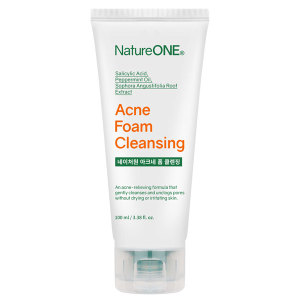 NatureONE®
Salicylic Acid,
Peppermint Oil,
Sophora Angustifolia Root
Extract
Acne
Foam
Cleansing
네이처원 아크네 폼 클렌징
An acne-relieving formula that
gently cleanses and unclogs pores
without drying or irritating skin.
100 ml / 3.38 fl. oz.